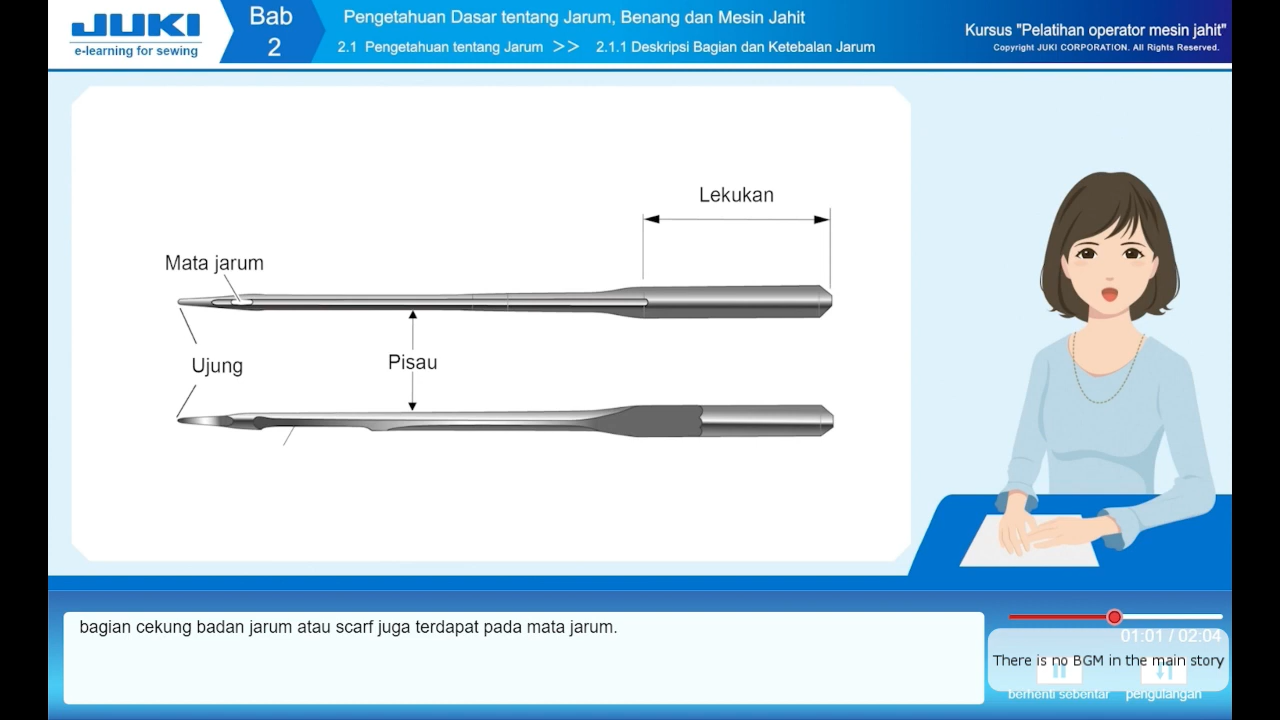 JUKI
e-learning for sewing
Bab
2
Pengetahuan Dasar tentang Jarum, Benang dan Mesin Jahit
2.1 Pengetahuan tentang Jarum >> 2.1.1 Deskripsi Bagian dan Ketebalan Jarum
Kursus "Pelatihan operator mesin jahit"
Copyright JUKI CORPORATION. All Rights Reserved.
Lekukan
Mata jarum
Ujung
Pisau
bagian cekung badan jarum atau scarf juga terdapat pada mata jarum.
01:01 / 02:04
There is no BGM in the main story
berhenti sebentar pengulangan